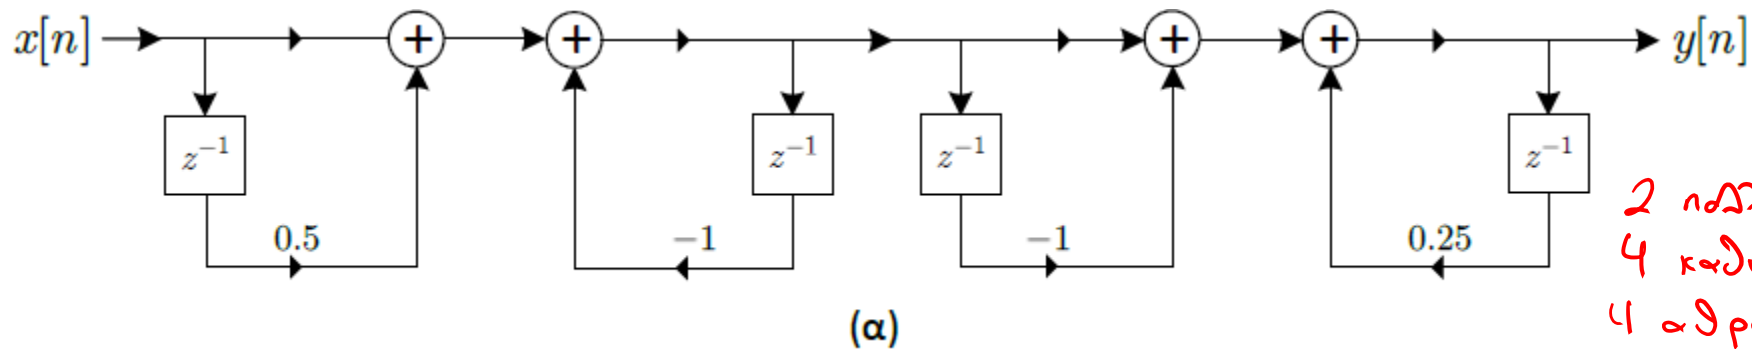 x[n] + + + + y[n]
z⁻¹ z⁻¹ z⁻¹ z⁻¹
0.5 −1 −1 0.25
2
4
4
(α)